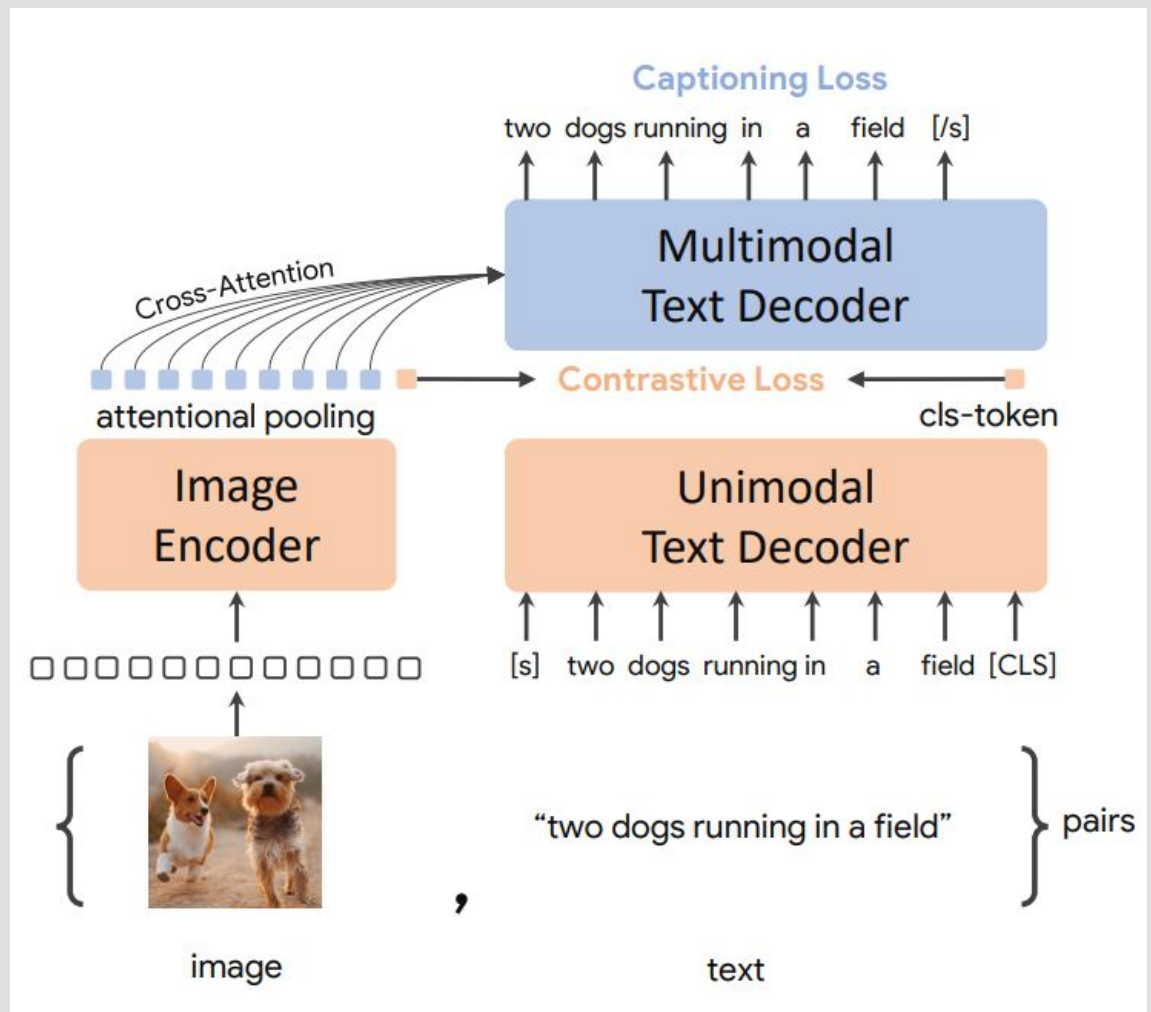 Captioning Loss
two dogs running in a field [/s]
Multimodal
Text Decoder
Cross-Attention
Contrastive Loss
attentional pooling
cls-token
Image
Encoder
Unimodal
Text Decoder
[s] two dogs running in a field [CLS]
“two dogs running in a field”
pairs
,
image
text